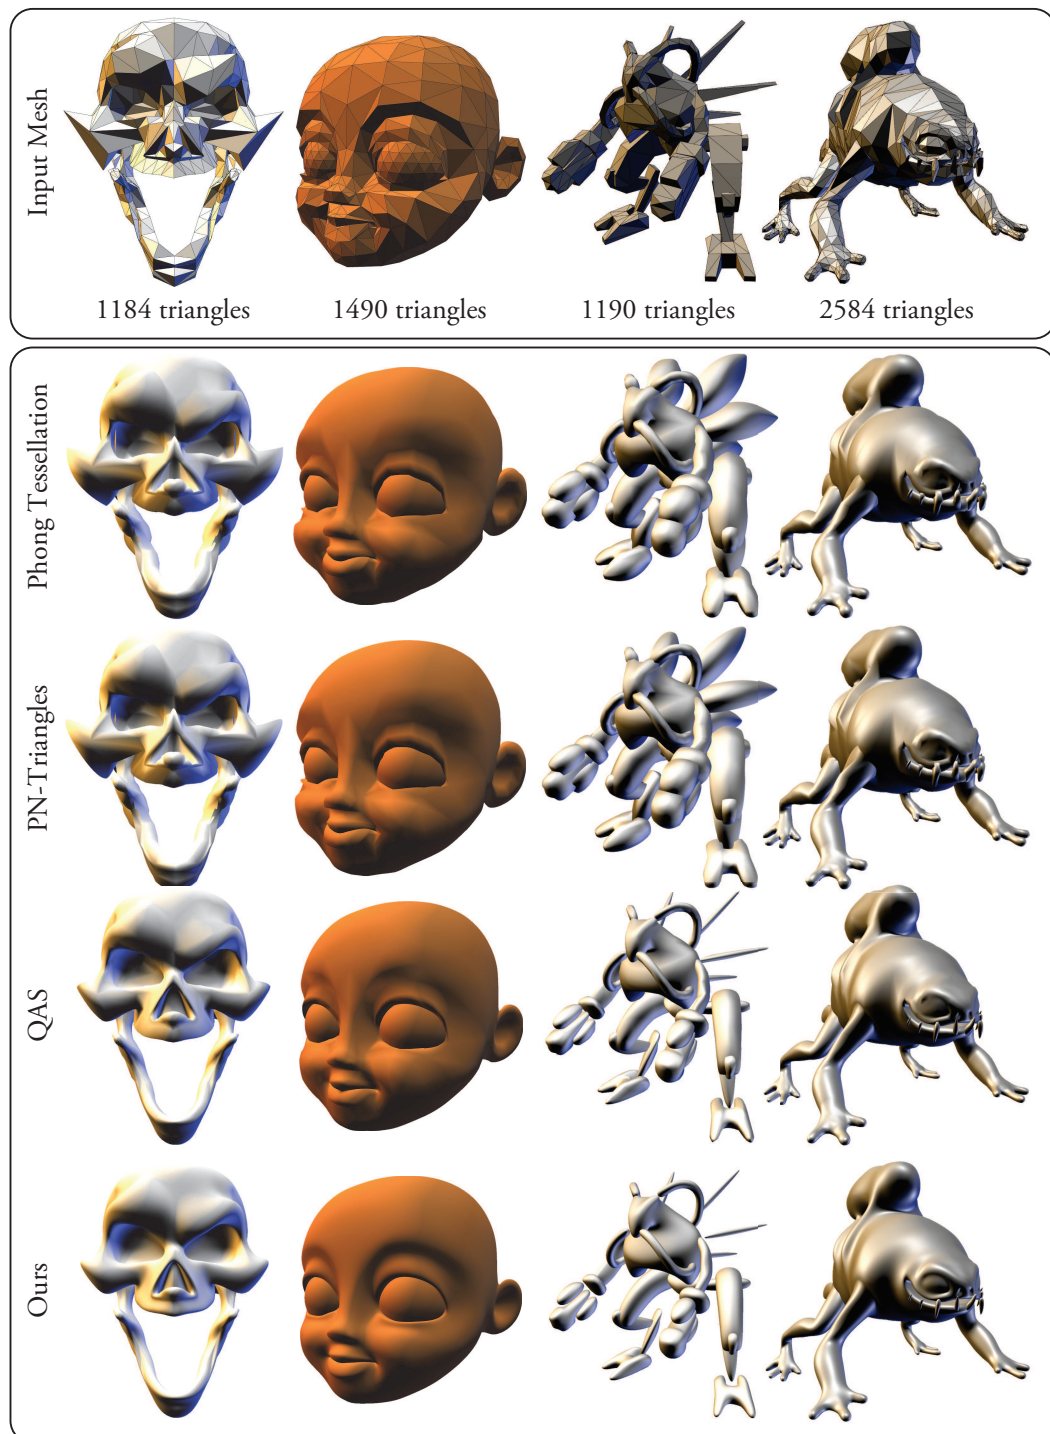 Input Mesh
1184 triangles
1490 triangles
1190 triangles
2584 triangles
Phong Tessellation
PN-Triangles
QAS
Ours